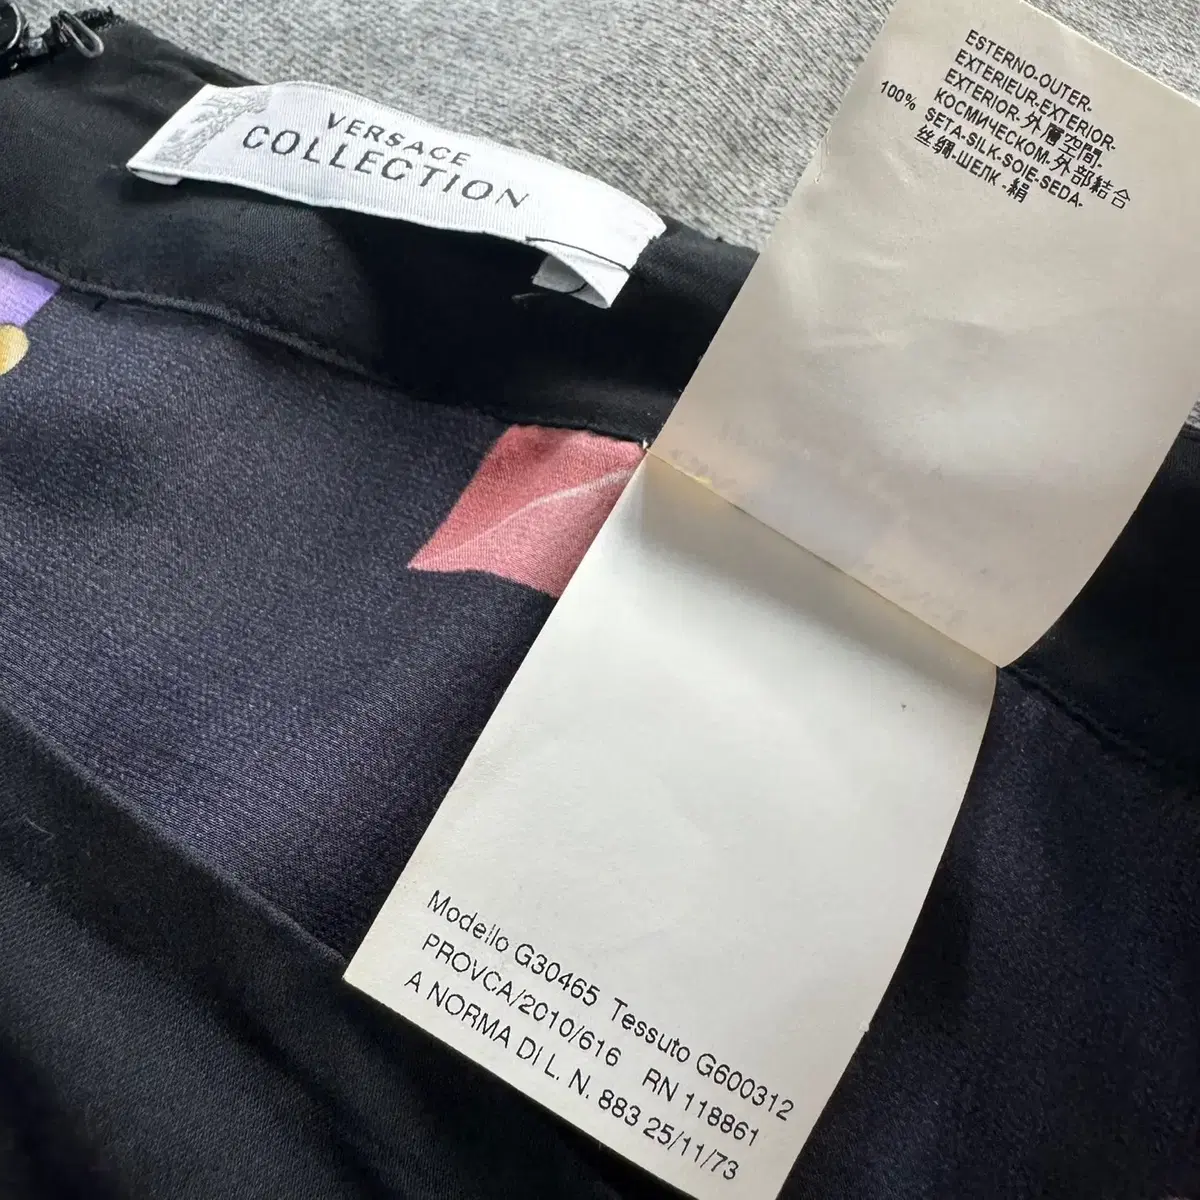 VERSACE
COLLECTION
ESTERNO-OUTER-
EXTERIEUR-EXTERIOR-
EXTERIOR-外層空間-
КОСМИЧЕСКОМ-外部結合
100% SETA-SILK-SOIE-SEDA-
丝绸-ШЕЛК-絹
Modello G30465 Tessuto G600312
PROVCA/2010/616 RN 118861
A NORMA DI L. N. 883 25/11/73